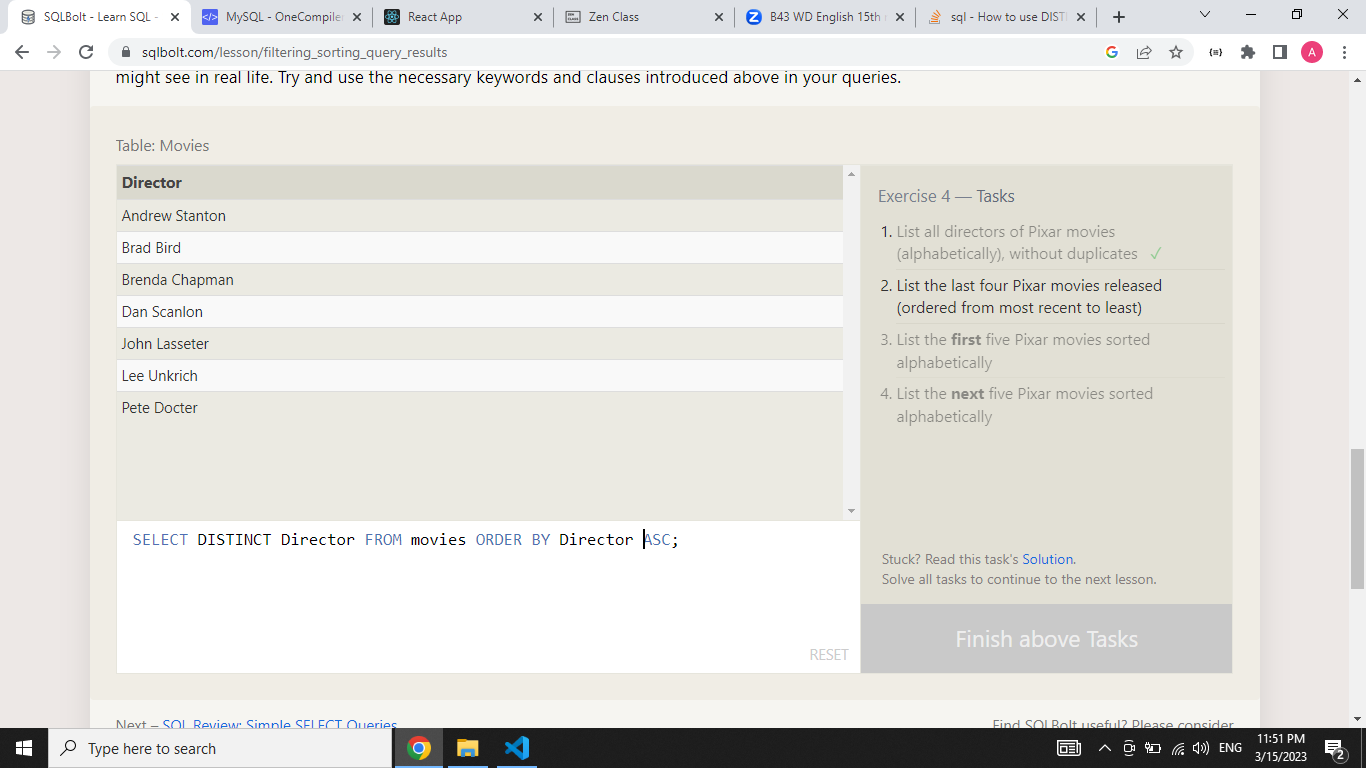 SQLBolt - Learn SQL -
MySQL - OneCompiler
React App
Zen Class
B43 WD English 15th
sql - How to use DIST
sqlbolt.com/lesson/filtering_sorting_query_results
A
might see in real life. Try and use the necessary keywords and clauses introduced above in your queries.
Table: Movies
Director
Andrew Stanton
Brad Bird
Brenda Chapman
Dan Scanlon
John Lasseter
Lee Unkrich
Pete Docter
SELECT DISTINCT Director FROM movies ORDER BY Director ASC;
RESET
Exercise 4 — Tasks
1. List all directors of Pixar movies
(alphabetically), without duplicates ✓
2. List the last four Pixar movies released
(ordered from most recent to least)
3. List the first five Pixar movies sorted
alphabetically
4. List the next five Pixar movies sorted
alphabetically
Stuck? Read this task's Solution.
Solve all tasks to continue to the next lesson.
Finish above Tasks
Next – SQL Review: Simple SELECT Queries
Find SQLBolt useful? Please consider
Type here to search
ENG
11:51 PM
3/15/2023
2